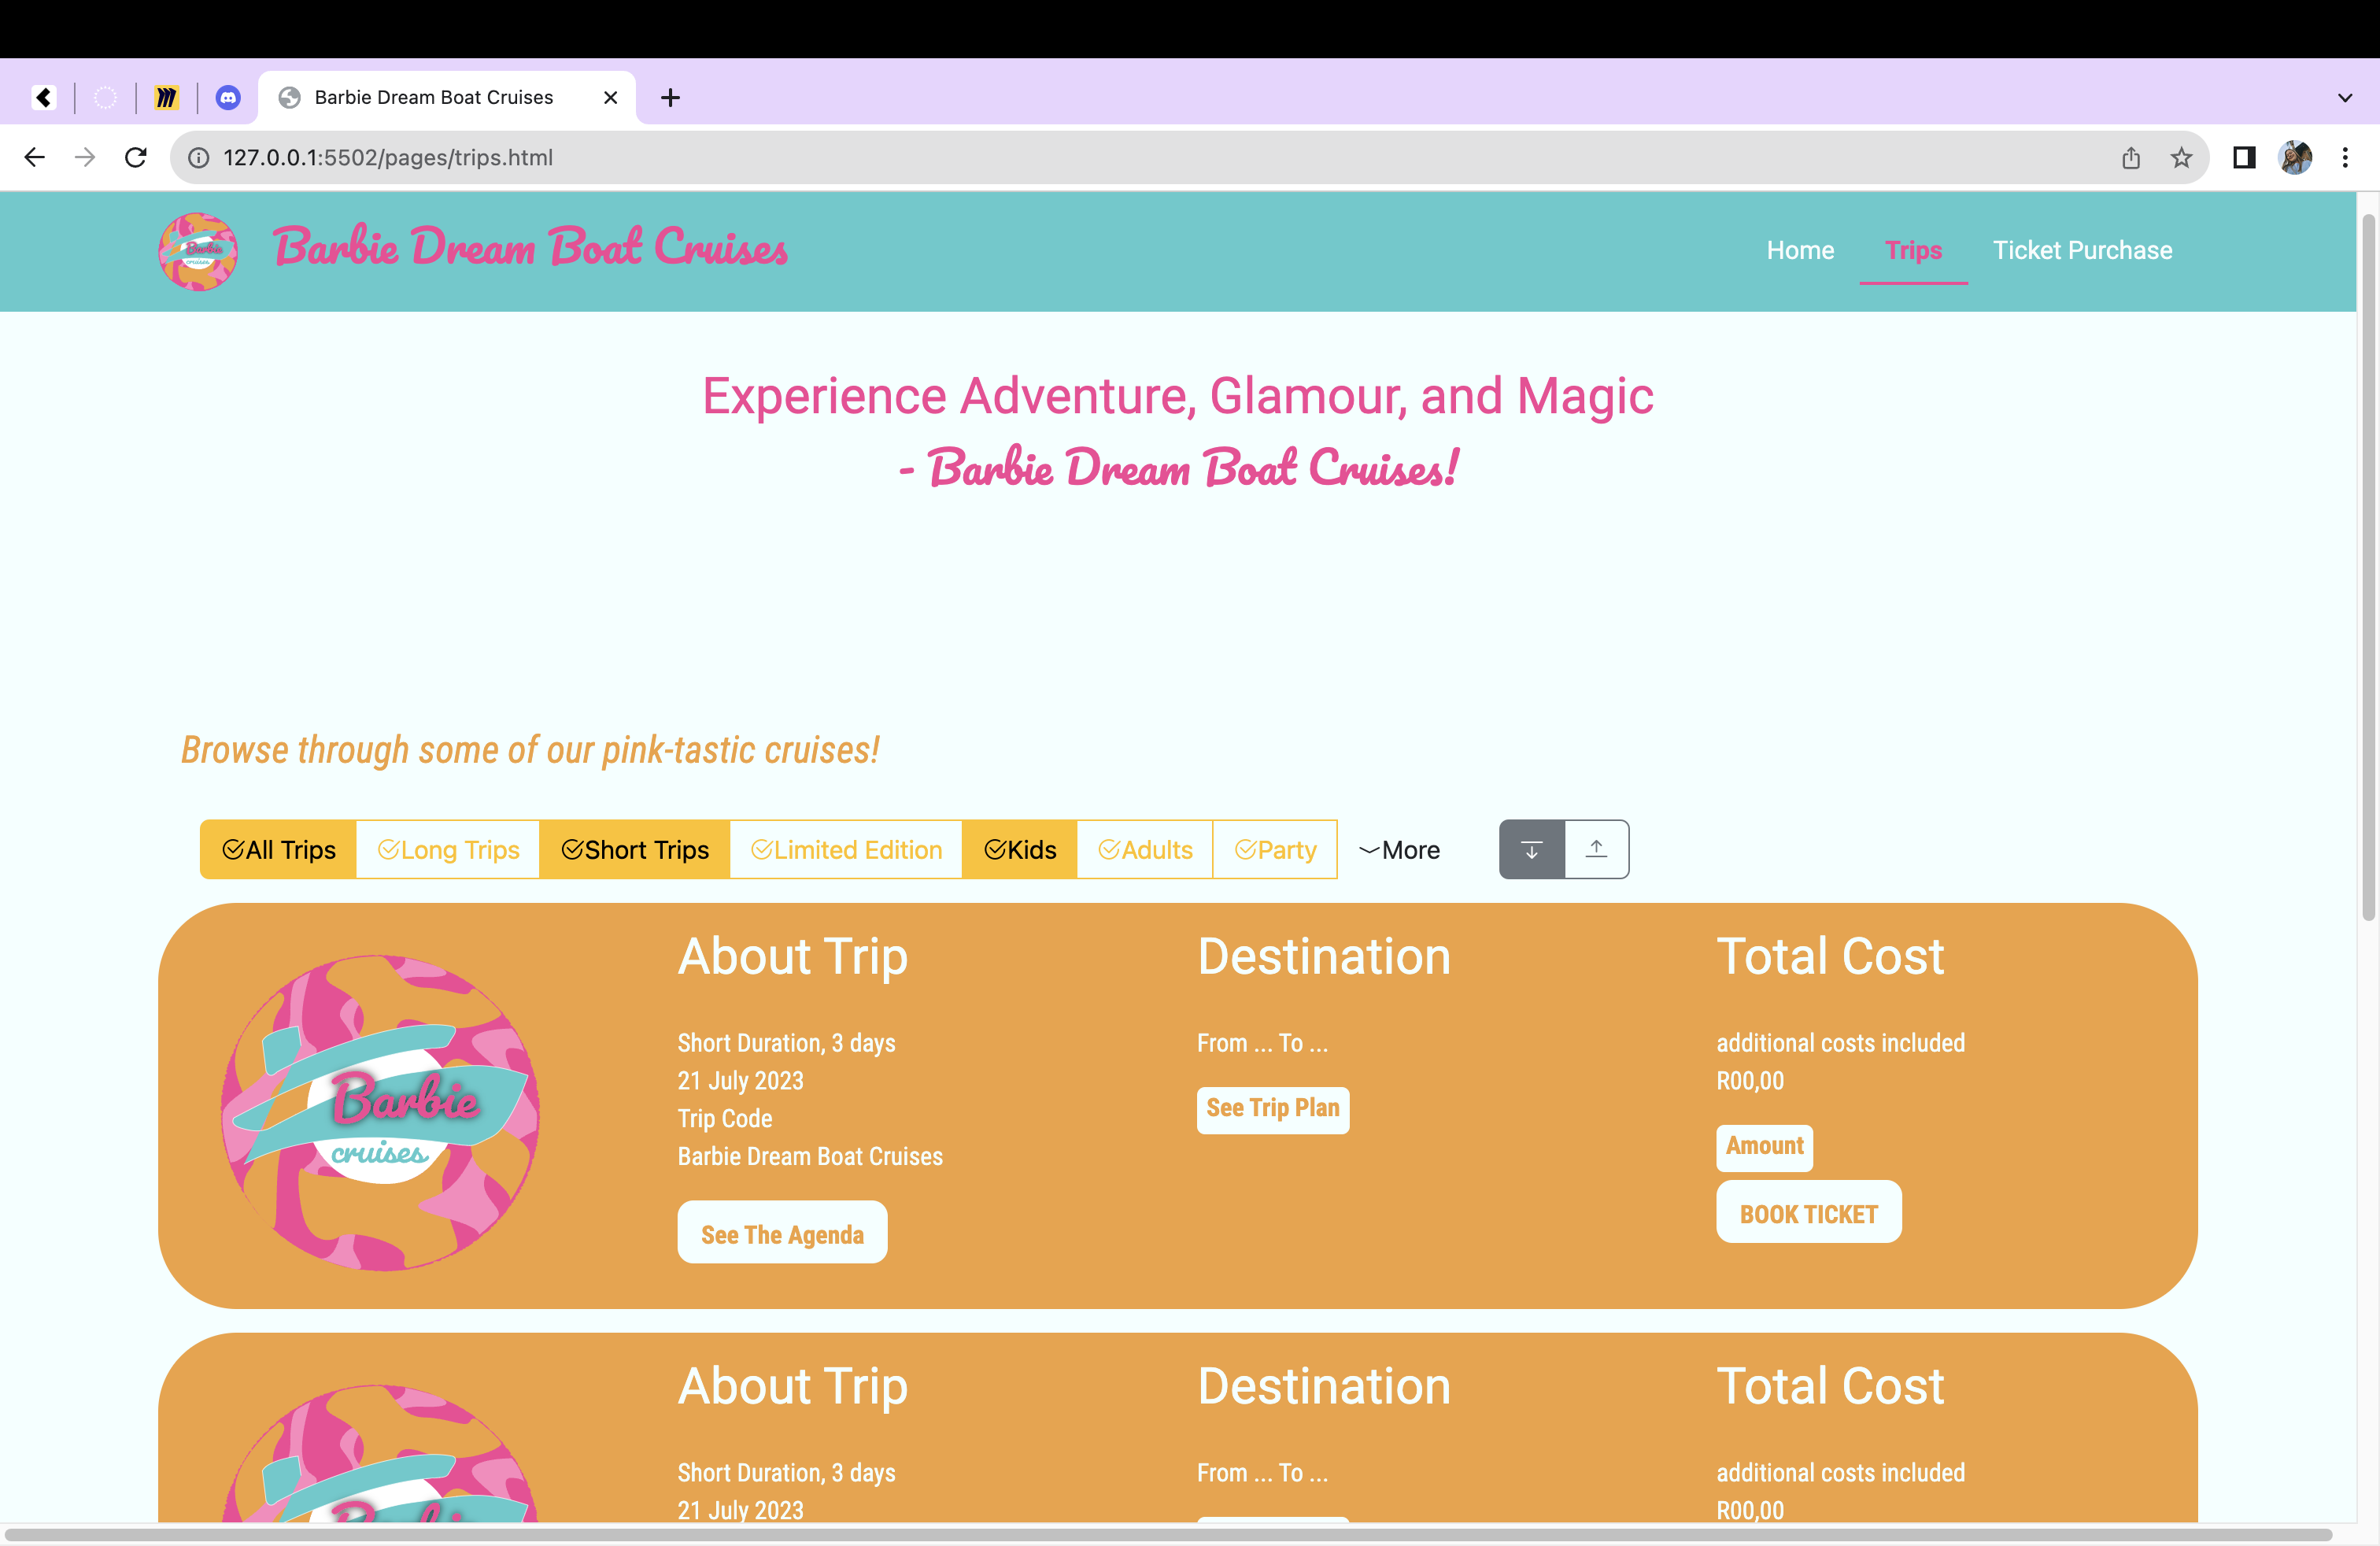 Barbie Dream Boat Cruises
127.0.0.1:5502/pages/trips.html
Barbie
cruises
Barbie Dream Boat Cruises
Home
Trips
Ticket Purchase
Experience Adventure, Glamour, and Magic
- Barbie Dream Boat Cruises!
Browse through some of our pink-tastic cruises!
All Trips
Long Trips
Short Trips
Limited Edition
Kids
Adults
Party
More
Barbie
cruises
About Trip
Short Duration, 3 days
21 July 2023
Trip Code
Barbie Dream Boat Cruises
See The Agenda
Destination
From ... To ...
See Trip Plan
Total Cost
additional costs included
R00,00
Amount
BOOK TICKET
About Trip
Short Duration, 3 days
21 July 2023
Destination
From ... To ...
Total Cost
additional costs included
R00,00